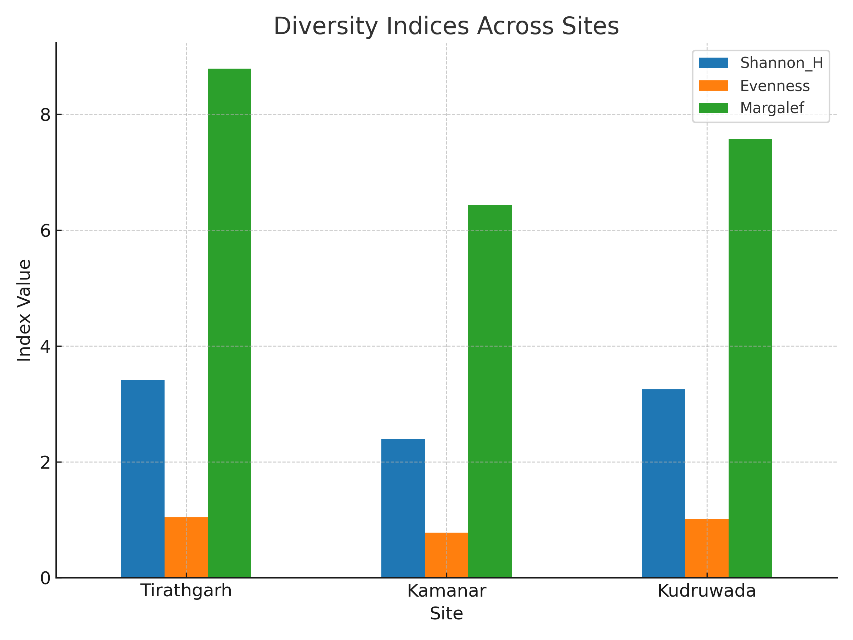 Diversity Indices Across Sites
Shannon_H
Evenness
Margalef
8
6
4
2
0
Index Value
Tirathgarh
Kamanar
Kudruwada
Site